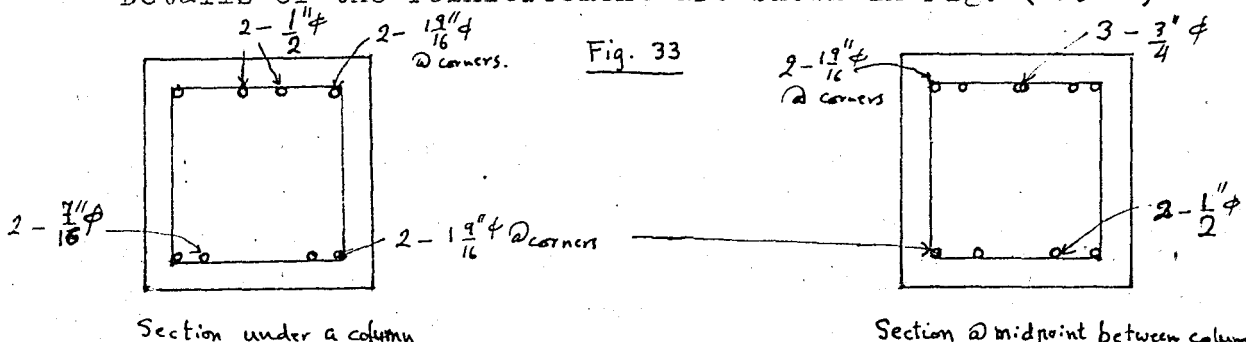 2 - 1/2"ϕ
2 - 1 9/16"ϕ
@ corners.
Fig. 33
2 - 1 9/16"ϕ
@ corners
3 - 3/4"ϕ
2 - 7/16"ϕ
2 - 1 9/16"ϕ @corners
2 - 1/2"ϕ
Section under a column
Section @ midpoint between colum